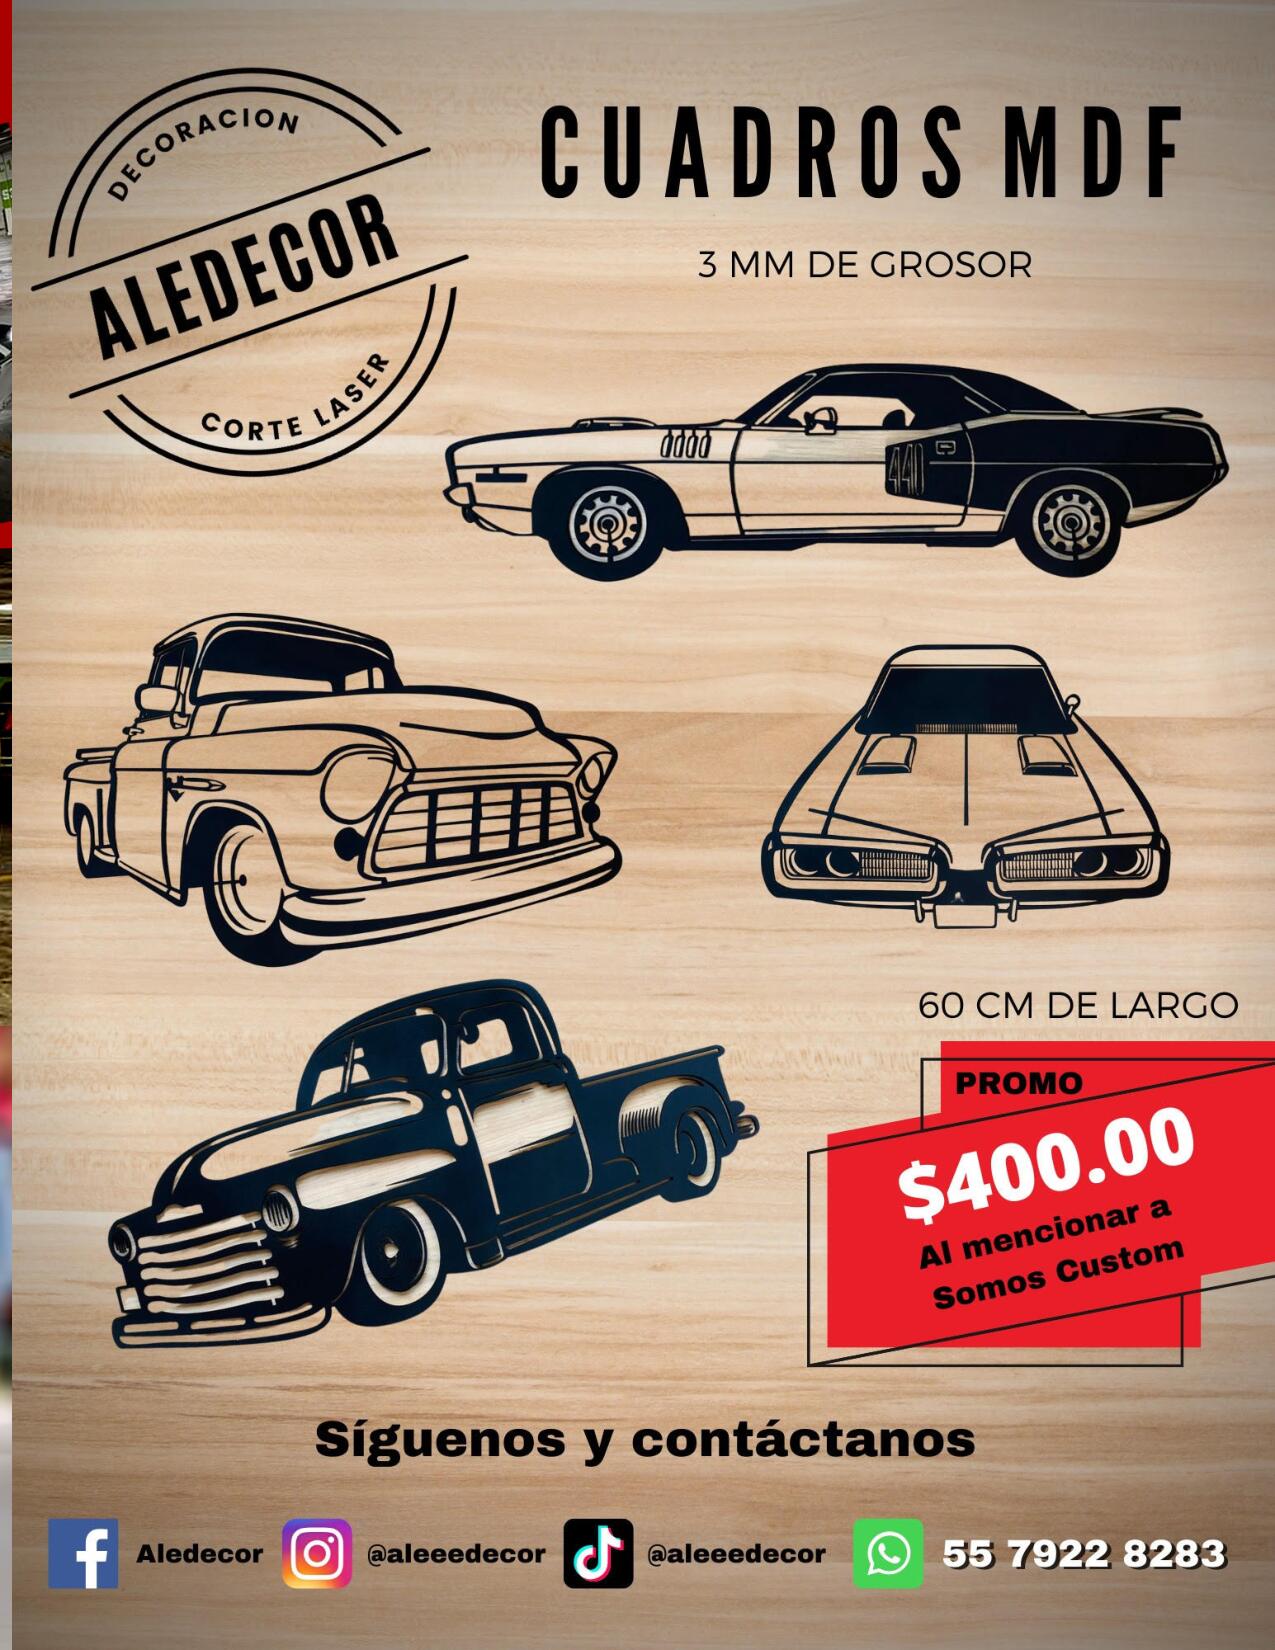 DECORACION
ALEDECOR
CORTE LASER
CUADROS MDF
3 MM DE GROSOR
440
60 CM DE LARGO
PROMO
$400.00
Al mencionar a
Somos Custom
Síguenos y contáctanos
Aledecor
@aleeedecor
@aleeedecor
55 7922 8283